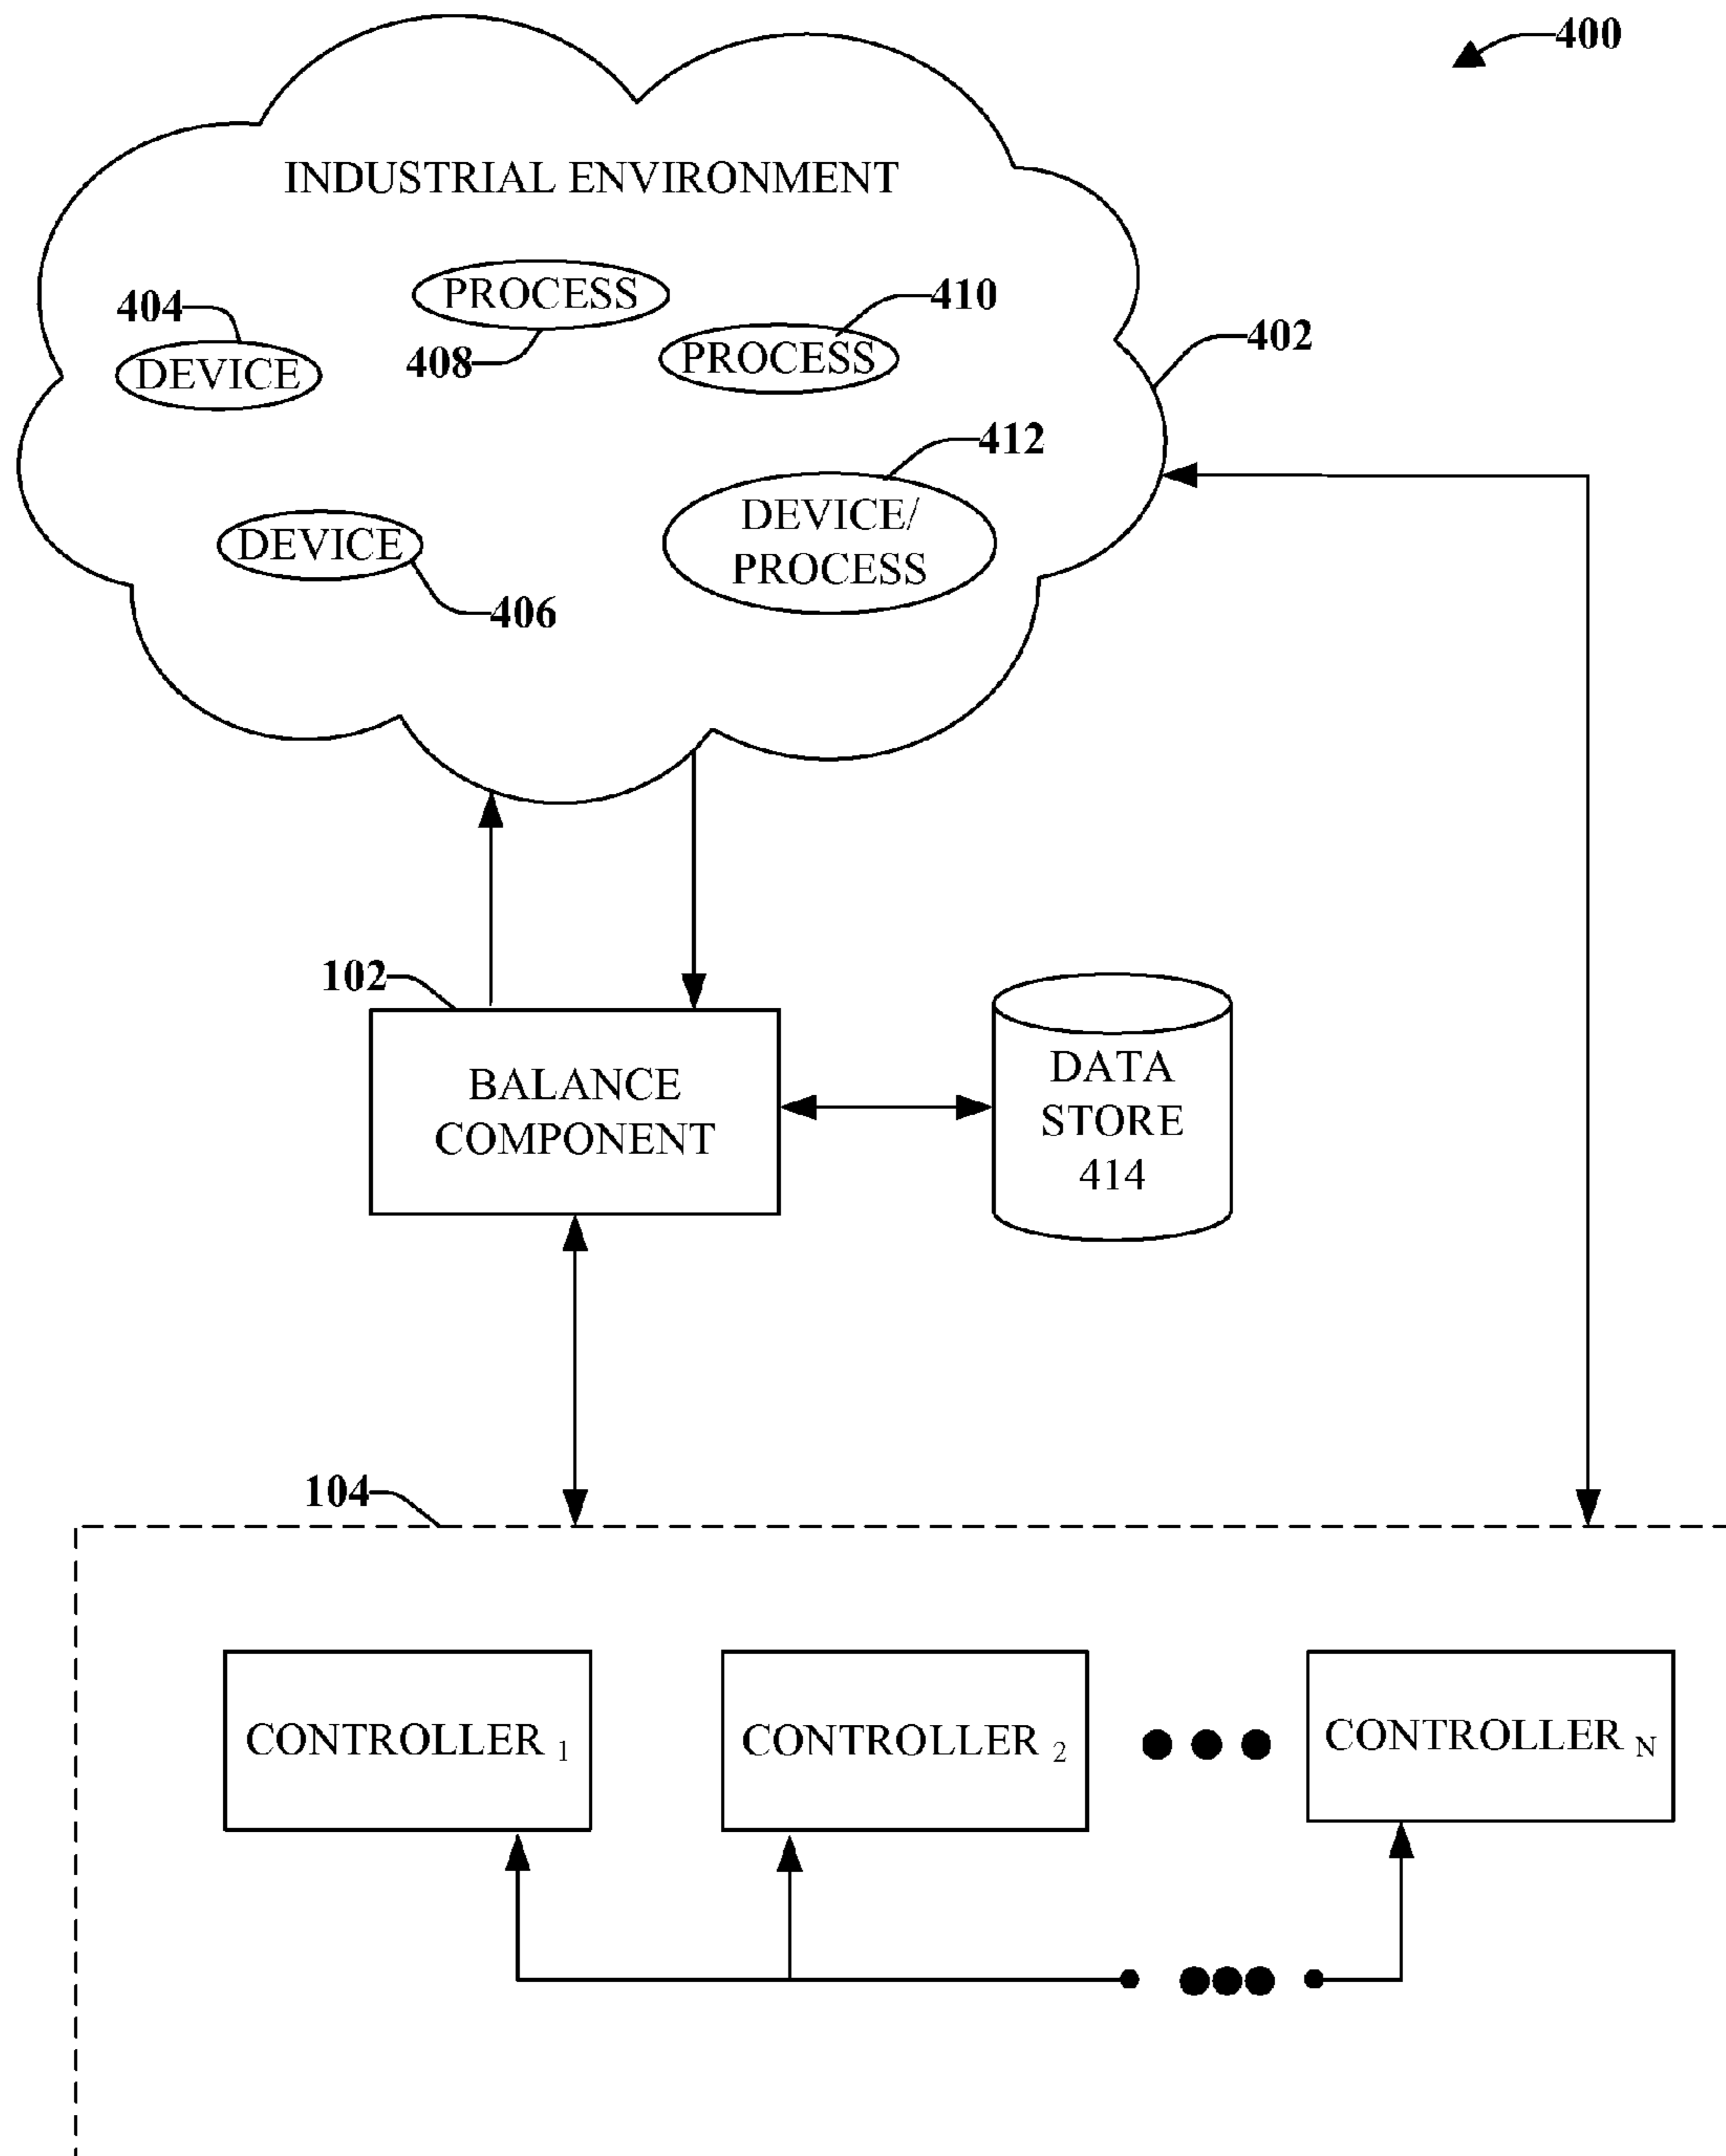 400
INDUSTRIAL ENVIRONMENT
404
PROCESS
410
408
DEVICE
PROCESS
402
412
DEVICE/
PROCESS
DEVICE
406
102
BALANCE
COMPONENT
DATA
STORE
414
104
CONTROLLER 1
CONTROLLER 2
CONTROLLER N